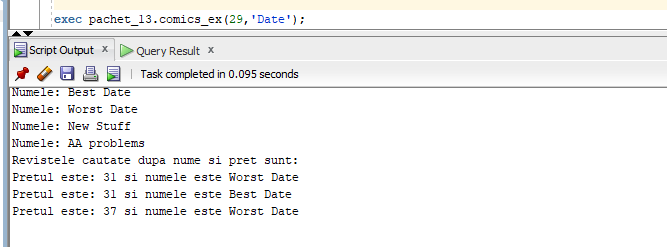 exec pachet_l3.comics_ex(29,'Date');
Script Output x Query Result x
Task completed in 0.095 seconds
Numele: Best Date
Numele: Worst Date
Numele: New Stuff
Numele: AA problems
Revistele cautate dupa nume si pret sunt:
Pretul este: 31 si numele este Worst Date
Pretul este: 31 si numele este Best Date
Pretul este: 37 si numele este Worst Date